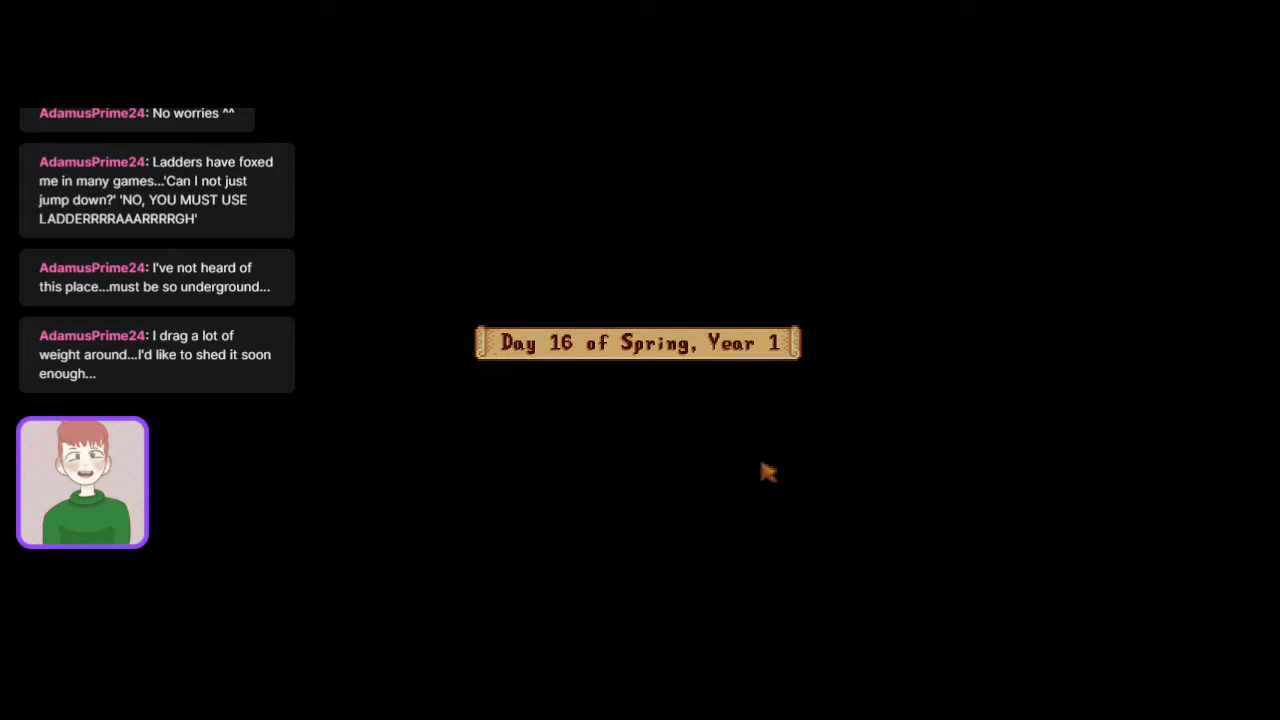 AdamusPrime24: No worries ^^
AdamusPrime24: Ladders have foxed
me in many games...'Can I not just
jump down?' 'NO, YOU MUST USE
LADDERRRRAAARRRRGH'
AdamusPrime24: I've not heard of
this place...must be so underground...
AdamusPrime24: I drag a lot of
weight around...I'd like to shed it soon
enough...
Day 16 of Spring, Year 1